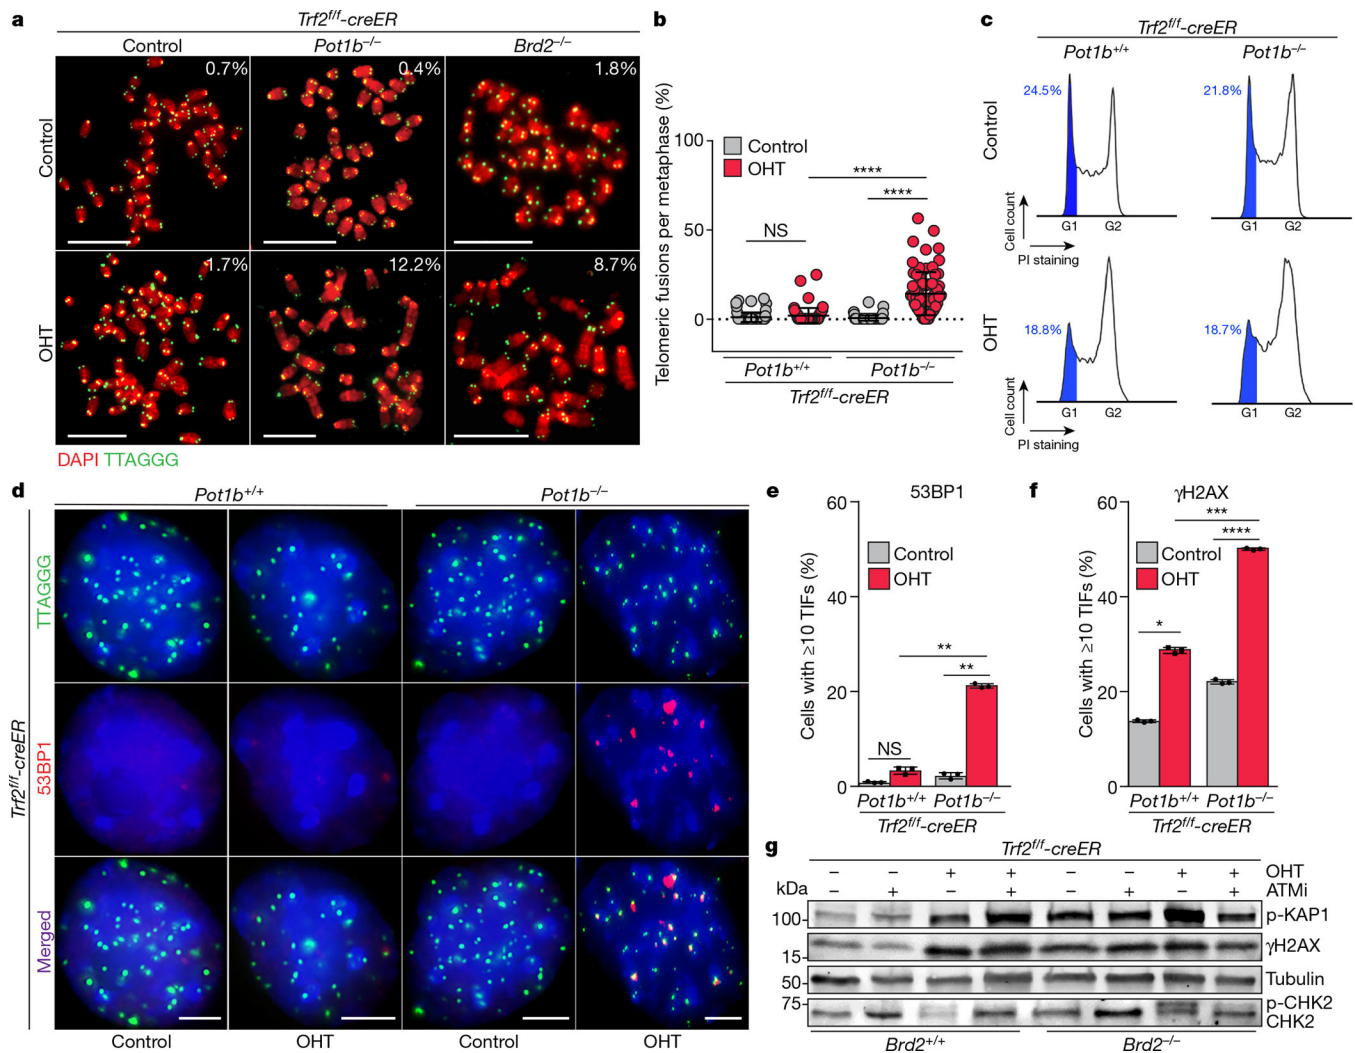 a
Trf2f/f-creER
Control Pot1b–/– Brd2–/–
Control
0.7% 0.4% 1.8%
OHT
1.7% 12.2% 8.7%
DAPI TTAGGG
b
Telomeric fusions per metaphase (%)
100
50
0
Control
OHT
NS
****
****
Pot1b+/+ Pot1b–/–
Trf2f/f-creER
c
Trf2f/f-creER
Pot1b+/+ Pot1b–/–
Control
24.5% 21.8%
Cell count
G1 G2 G1 G2
PI staining
OHT
18.8% 18.7%
Cell count
G1 G2 G1 G2
PI staining
d
Pot1b+/+ Pot1b–/–
Trf2f/f-creER
TTAGGG
53BP1
Merged
Control OHT Control OHT
e
53BP1
Cells with ≥10 TIFs (%)
60
40
20
0
Control
OHT
**
**
NS
Pot1b+/+ Pot1b–/–
Trf2f/f-creER
f
γH2AX
Cells with ≥10 TIFs (%)
60
40
20
0
Control
OHT
***
****
*
Pot1b+/+ Pot1b–/–
Trf2f/f-creER
g
Trf2f/f-creER
– – + + – – + + OHT
– + – + – + – + ATMi
kDa
100 p-KAP1
15 γH2AX
50 Tubulin
75 p-CHK2
CHK2
Brd2+/+ Brd2–/–